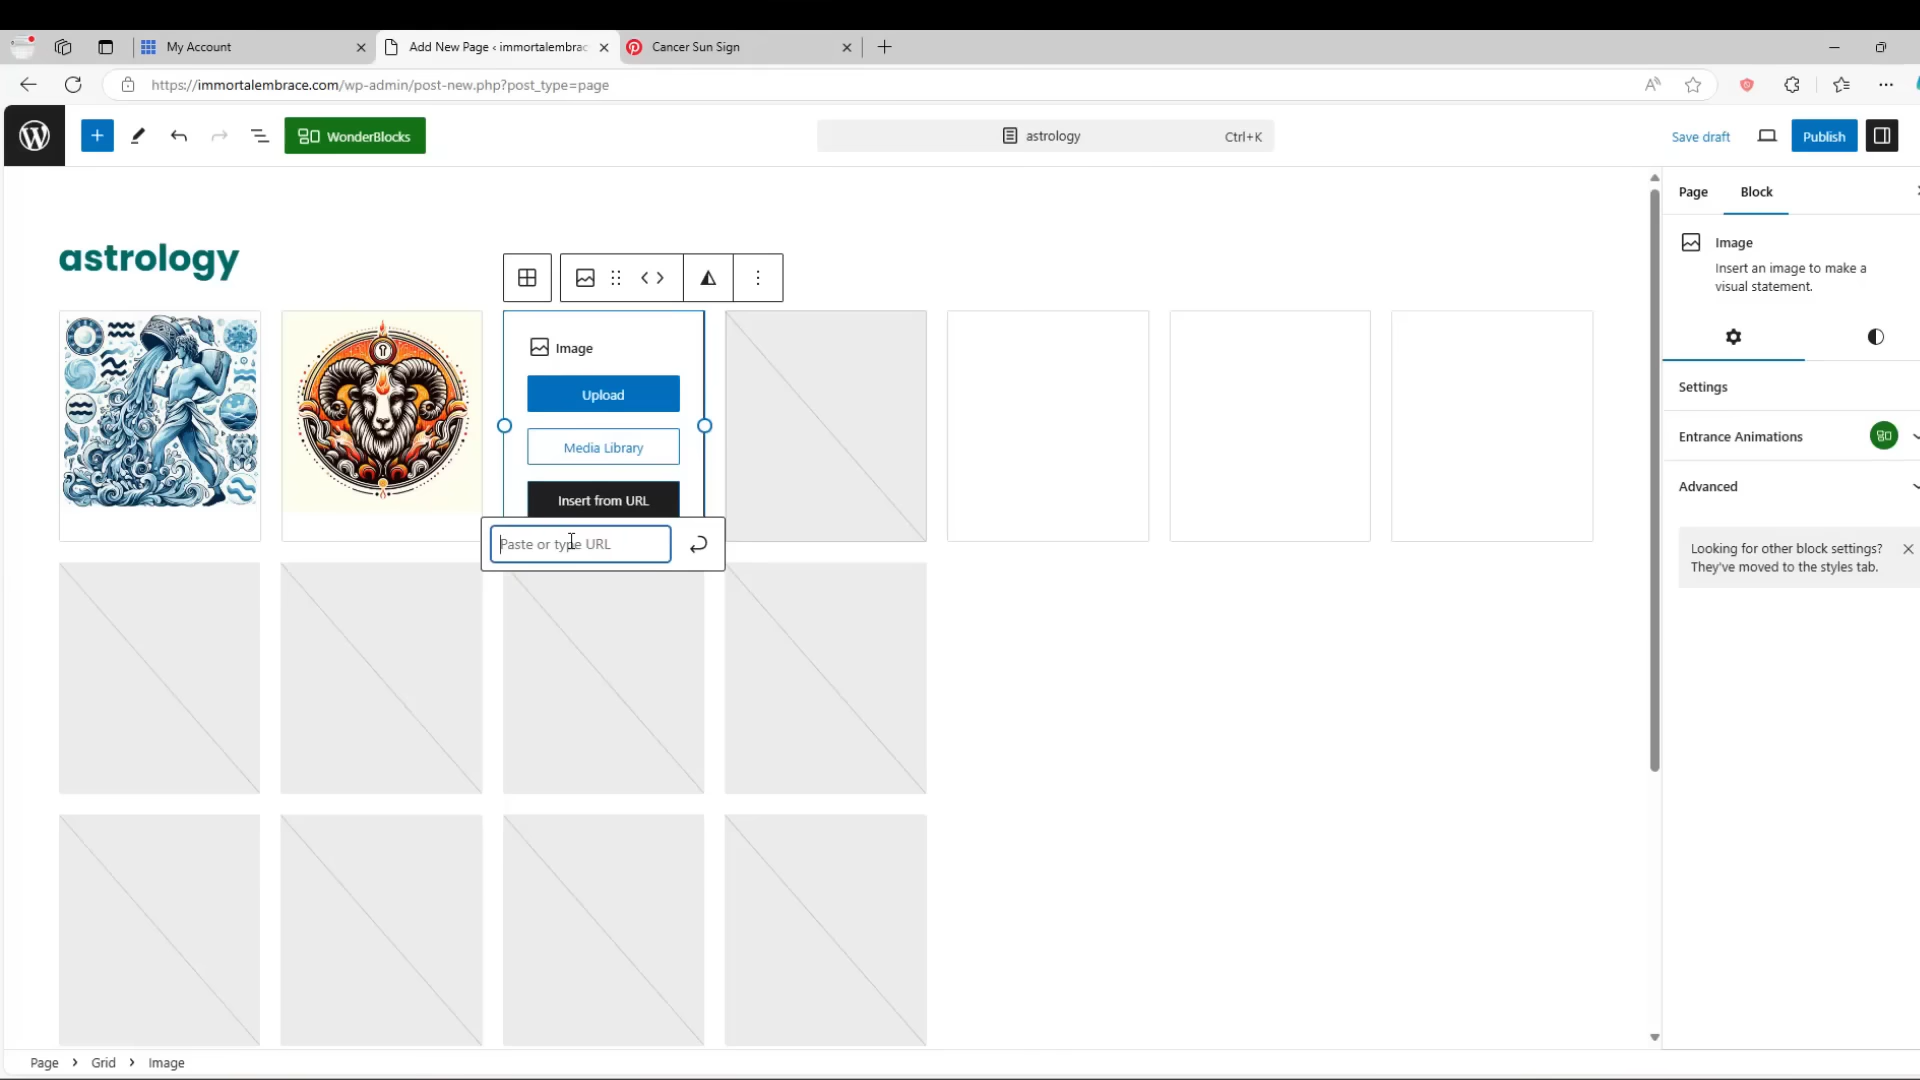 My Account
Add New Page ‹ immortalembrac
Cancer Sun Sign
https://immortalembrace.com/wp-admin/post-new.php?post_type=page
WonderBlocks
astrology
Ctrl+K
Save draft
Publish
Page
Block
Image
Insert an image to make a
visual statement.
Settings
Entrance Animations
Advanced
Looking for other block settings?
They've moved to the styles tab.
astrology
Image
Upload
Media Library
Insert from URL
Paste or type URL
Page
Grid
Image